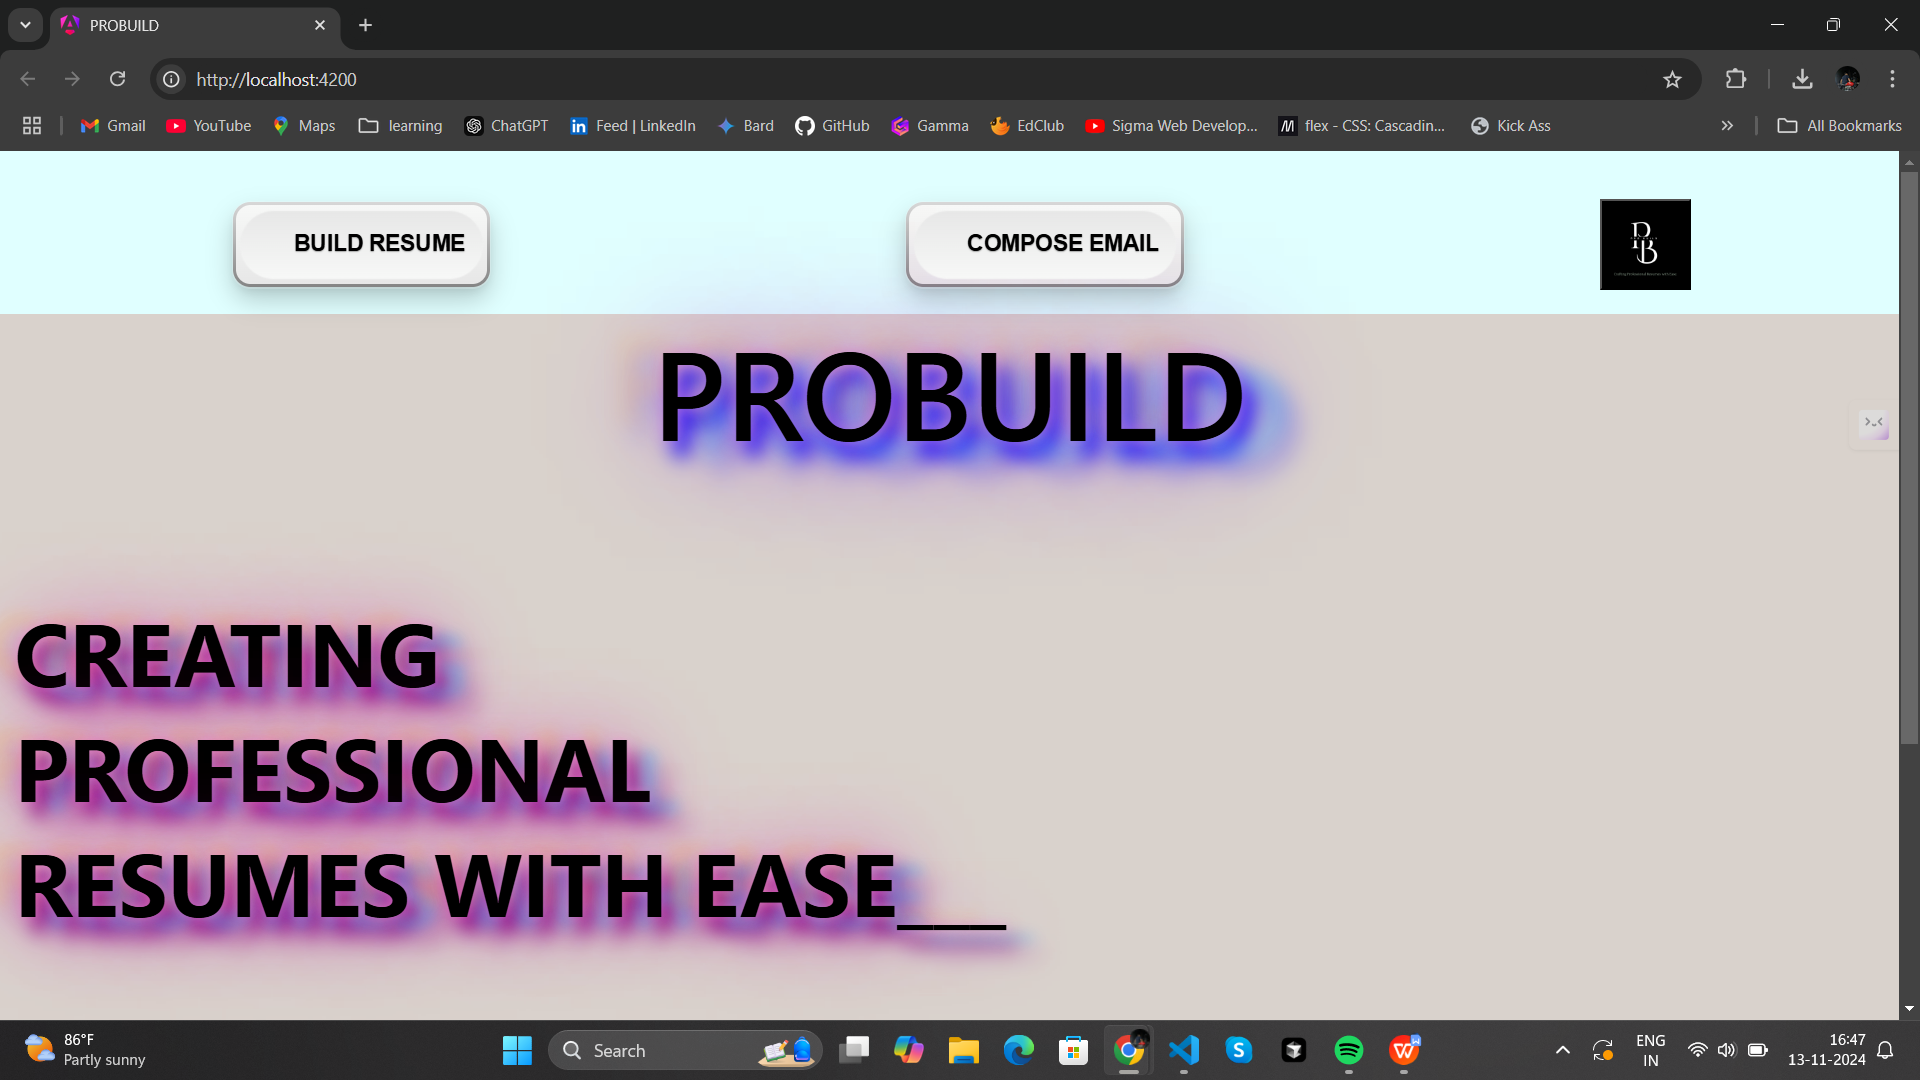 PROBUILD
http://localhost:4200
Gmail
YouTube
Maps
learning
ChatGPT
Feed | LinkedIn
Bard
GitHub
Gamma
EdClub
Sigma Web Develop...
flex - CSS: Cascadin...
Kick Ass
All Bookmarks
BUILD RESUME
COMPOSE EMAIL
PB
PROBUILD
CREATING
PROFESSIONAL
RESUMES WITH EASE___
86°F
Partly sunny
Search
ENG
IN
16:47
13-11-2024